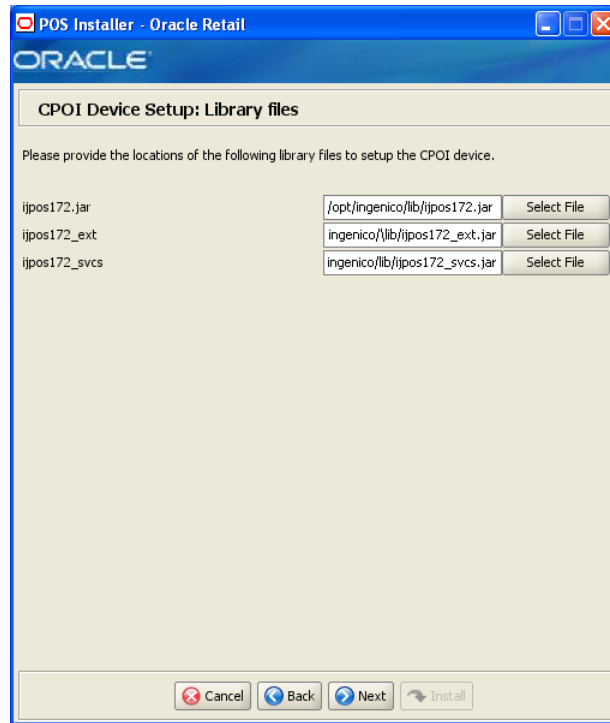 POS Installer - Oracle Retail
ORACLE
CPOI Device Setup: Library files
Please provide the locations of the following library files to setup the CPOI device.
ijpos172.jar /opt/ingenico/lib/ijpos172.jar Select File
ijpos172_ext ingenico/\lib/ijpos172_ext.jar Select File
ijpos172_svcs ingenico/lib/ijpos172_svcs.jar Select File
Cancel Back Next Install